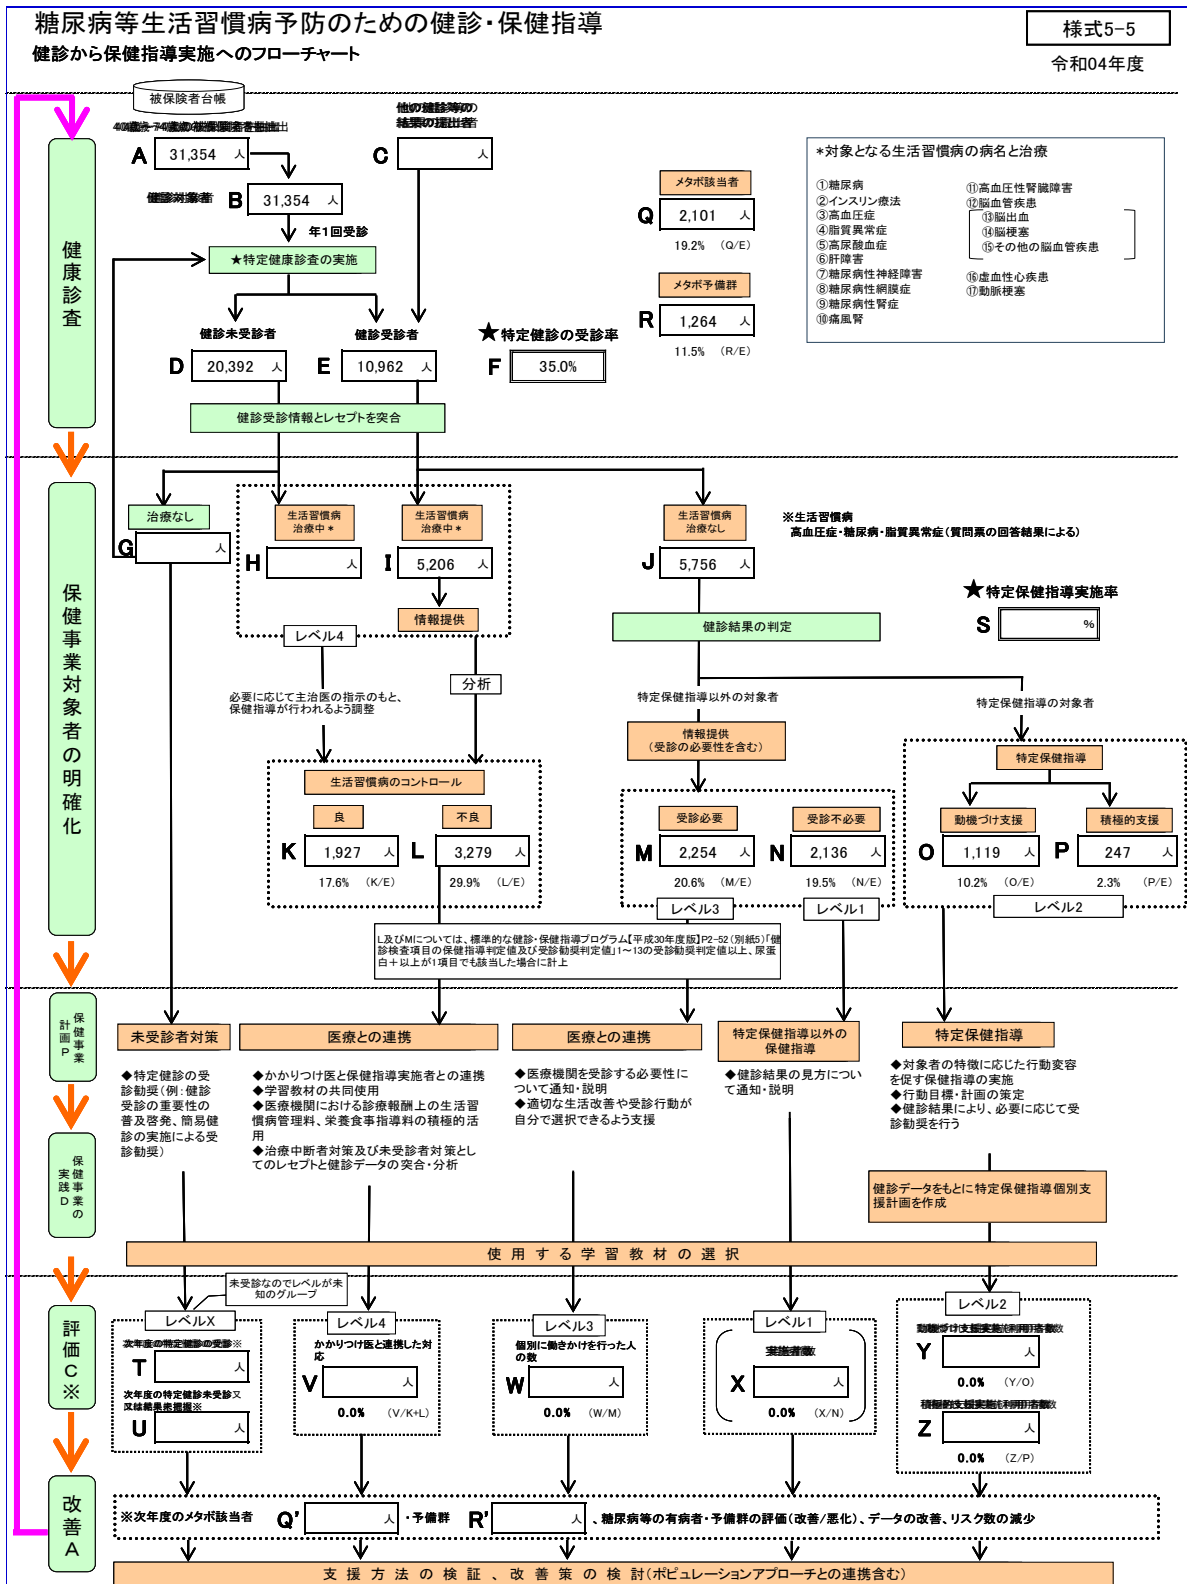 糖尿病等生活習慣病予防のための健診・保健指導
様式5-5
健診から保健指導実施へのフローチャート
令和04年度
被保険者台帳
他の健診等の
結果の提出者
A 31,354 人
C 人
健診対象者 B 31,354 人
年1回受診
★特定健康診査の実施
健診未受診者
健診受診者
★特定健診の受診率
D 20,392 人
E 10,962 人
F 35.0%
健診受診情報とレセプトを突合
メタボ該当者
Q 2,101 人
19.2% (Q/E)
メタボ予備群
R 1,264 人
11.5% (R/E)
*対象となる生活習慣病の病名と治療
①糖尿病
②インスリン療法
③高血圧症
④脂質異常症
⑤高尿酸血症
⑥肝障害
⑦糖尿病性神経障害
⑧糖尿病性網膜症
⑨糖尿病性腎症
⑩痛風腎
⑪高血圧性腎臓障害
⑫脳血管疾患
⑬脳出血
⑭脳梗塞
⑮その他の脳血管疾患
⑯虚血性心疾患
⑰動脈梗塞
健康診査
保健事業対象者の明確化
治療なし
G 人
生活習慣病
治療中*
H 人
生活習慣病
治療中*
I 5,206 人
情報提供
レベル4
生活習慣病
治療なし
J 5,756 人
※生活習慣病
高血圧症・糖尿病・脂質異常症(質問票の回答結果による)
★特定保健指導実施率
S %
健診結果の判定
分析
必要に応じて主治医の指示のもと、
保健指導が行われるよう調整
特定保健指導以外の対象者
特定保健指導の対象者
情報提供
(受診の必要性を含む)
生活習慣病のコントロール
良
不良
K 1,927 人
L 3,279 人
17.6% (K/E)
29.9% (L/E)
受診必要
受診不必要
M 2,254 人
N 2,136 人
20.6% (M/E)
19.5% (N/E)
レベル3
レベル1
特定保健指導
動機づけ支援
積極的支援
O 1,119 人
P 247 人
10.2% (O/E)
2.3% (P/E)
レベル2
L及びMについては、標準的な健診・保健指導プログラム【平成30年度版】P2-52(別紙5)「健
診検査項目の保健指導判定値及び受診勧奨判定値」1~13の受診勧奨判定値以上、尿蛋
白+以上が1項目でも該当した場合に計上
保健事業
計画P
未受診者対策
◆特定健診の受
診勧奨(例:健診
受診の重要性の
普及啓発、簡易健
診の実施による受
診勧奨)
医療との連携
◆かかりつけ医と保健指導実施者との連携
◆学習教材の共同使用
◆医療機関における診療報酬上の生活習
慣病管理料、栄養食事指導料の積極的活
用
◆治療中断者対策及び未受診者対策とし
てのレセプトと健診データの突合・分析
医療との連携
◆医療機関を受診する必要性に
ついて通知・説明
◆適切な生活改善や受診行動が
自分で選択できるよう支援
特定保健指導以外の
保健指導
◆健診結果の見方につい
て通知・説明
特定保健指導
◆対象者の特徴に応じた行動変容
を促す保健指導の実施
◆行動目標・計画の策定
◆健診結果により、必要に応じて受
診勧奨を行う
保健事業の
実践D
健診データをもとに特定保健指導個別支
援計画を作成
使用する学習教材の選択
未受診なのでレベルが未
知のグループ
評価C※
レベルX
次年度の特定健診の受診※
T 人
次年度の特定健診未受診又
又は結果未把握※
U 人
レベル4
かかりつけ医と連携した対
応
V 人
0.0% (V/K+L)
レベル3
個別に働きかけを行った人
の数
W 人
0.0% (W/M)
レベル1
実施者数
X 人
0.0% (X/N)
レベル2
Y 人
0.0% (Y/O)
Z 人
0.0% (Z/P)
改善A
※次年度のメタボ該当者 Q' 人 ・予備群 R' 人 、糖尿病等の有病者・予備群の評価(改善/悪化)、データの改善、リスク数の減少
支援方法の検証、改善策の検討(ポピュレーションアプローチとの連携含む)